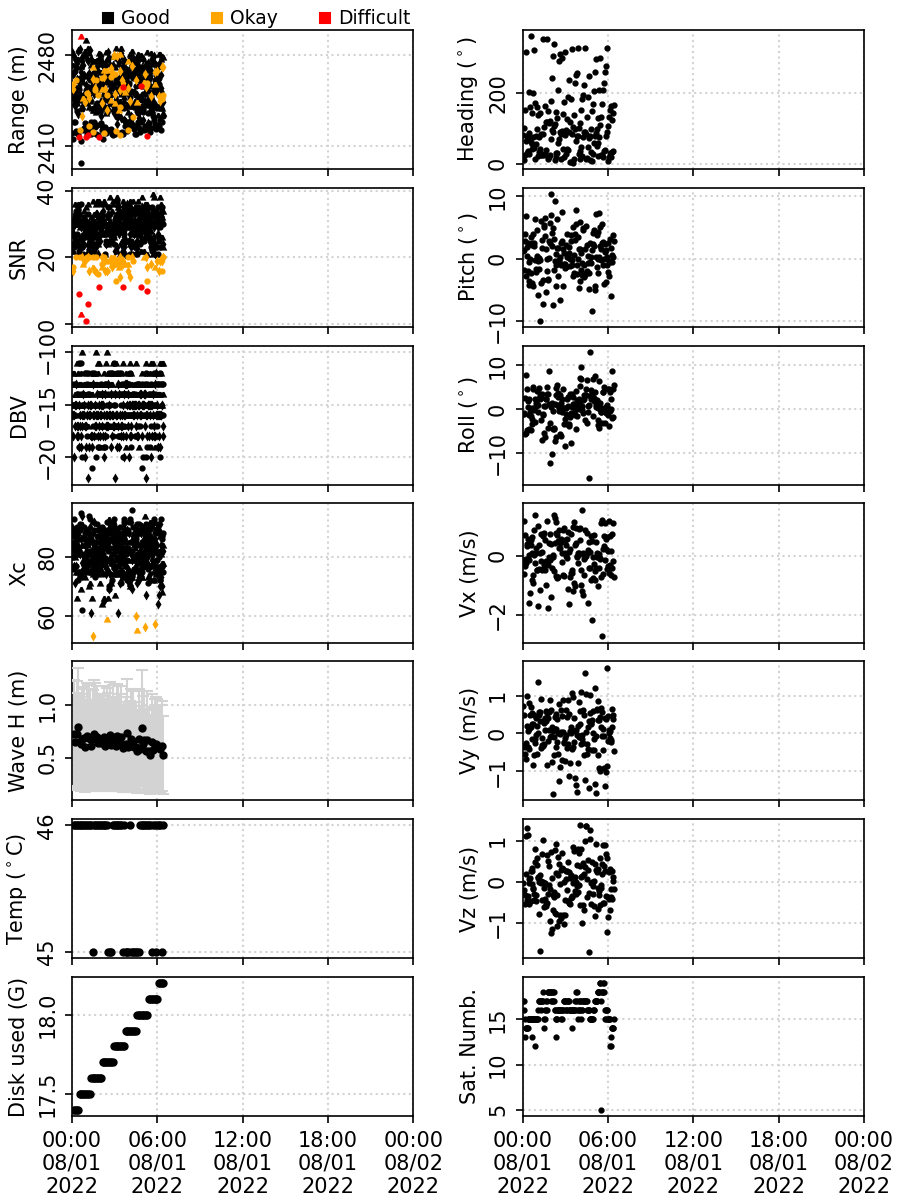 Good Okay Difficult
Range (m)
2480
2410
Heading (°)
200
0
SNR
40
20
0
Pitch (°)
10
0
−10
DBV
−10
−15
−20
Roll (°)
10
0
−10
Xc
80
60
Vx (m/s)
0
−2
Wave H (m)
1.0
0.5
Vy (m/s)
1
0
−1
Temp (°C)
46
45
Vz (m/s)
1
0
−1
Disk used (G)
18.0
17.5
Sat. Numb.
15
10
5
00:00 06:00 12:00 18:00 00:00
08/01 08/01 08/01 08/01 08/02
2022 2022 2022 2022 2022
00:00 06:00 12:00 18:00 00:00
08/01 08/01 08/01 08/01 08/02
2022 2022 2022 2022 2022